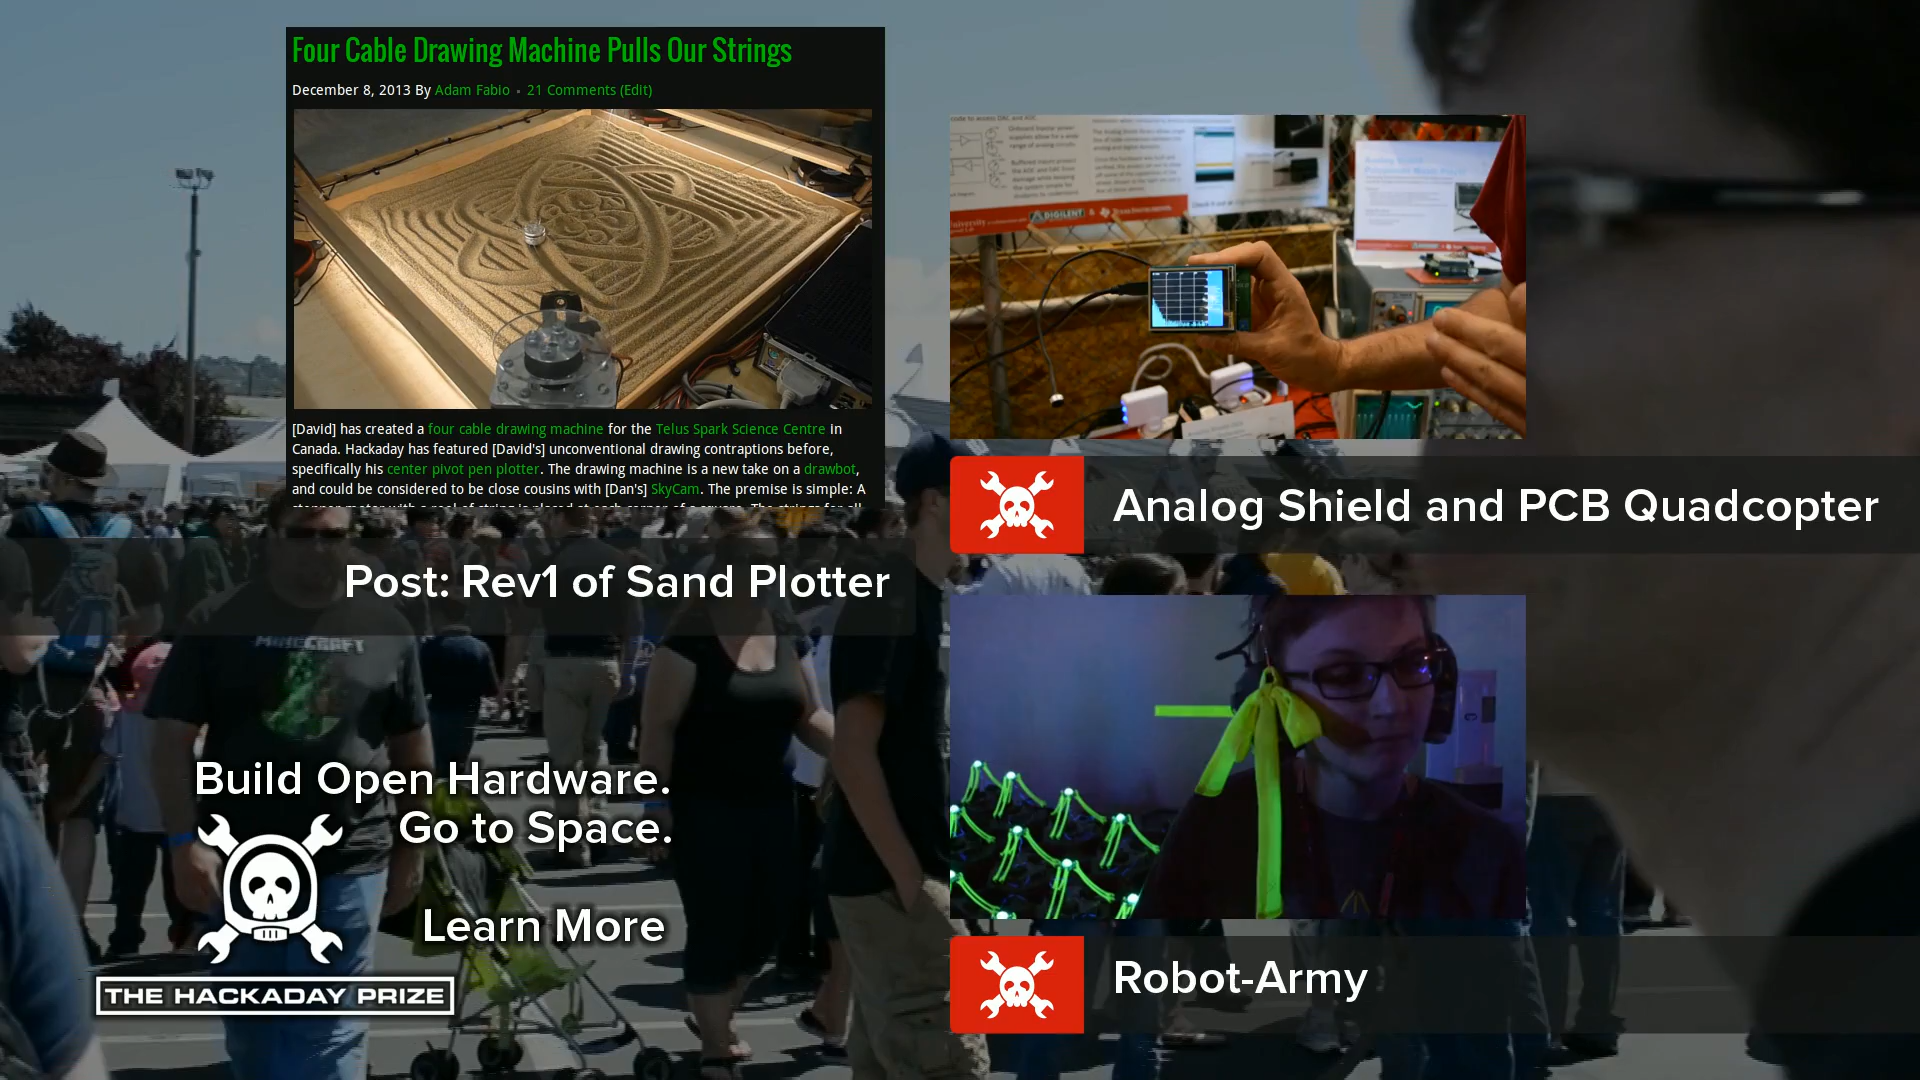 Four Cable Drawing Machine Pulls Our Strings
December 8, 2013 By Adam Fabio • 21 Comments (Edit)
[David] has created a four cable drawing machine for the Telus Spark Science Centre in
Canada. Hackaday has featured [David's] unconventional drawing contraptions before,
specifically his center pivot pen plotter. The drawing machine is a new take on a drawbot,
and could be considered to be close cousins with [Dan's] SkyCam. The premise is simple: A
Post: Rev1 of Sand Plotter
MINECRAFT
Build Open Hardware.
Go to Space.
Learn More
THE HACKADAY PRIZE
DIGILENT
Analog Shield and PCB Quadcopter
Robot-Army